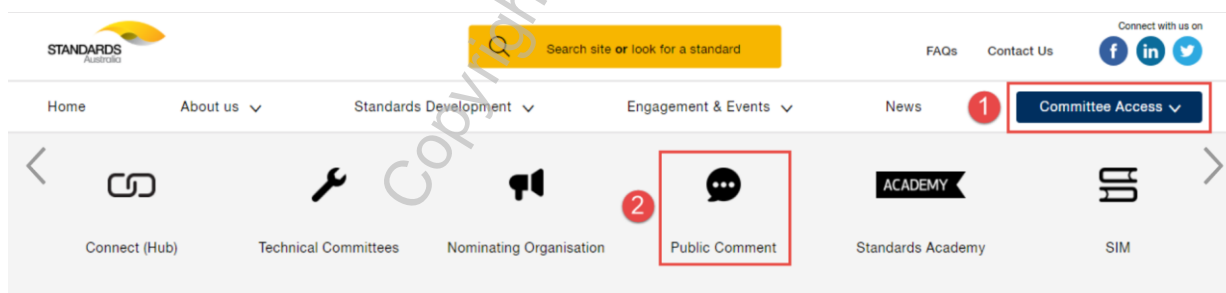 Connect with us on
STANDARDS
Australia
Search site or look for a standard
FAQs
Contact Us
Home
About us
Standards Development
Engagement & Events
News
1
Committee Access
ACADEMY
2
Connect (Hub)
Technical Committees
Nominating Organisation
Public Comment
Standards Academy
SIM
Copyright